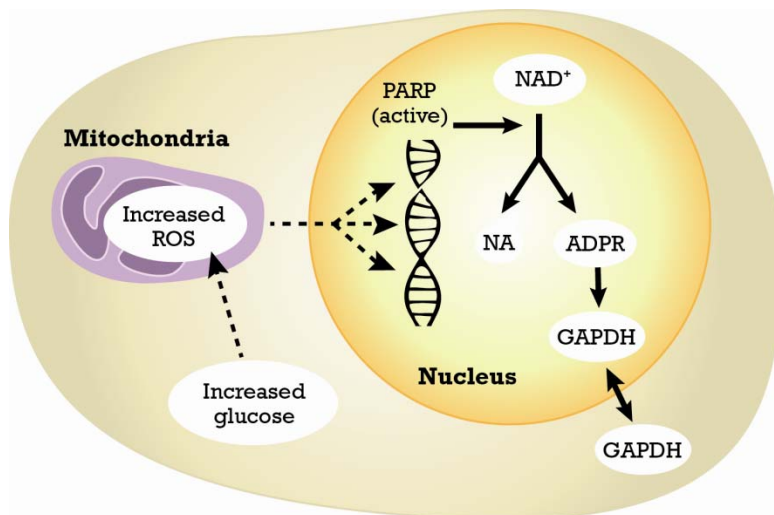 Mitochondria
Increased
ROS
Increased
glucose
PARP
(active)
NAD⁺
NA
ADPR
GAPDH
Nucleus
GAPDH